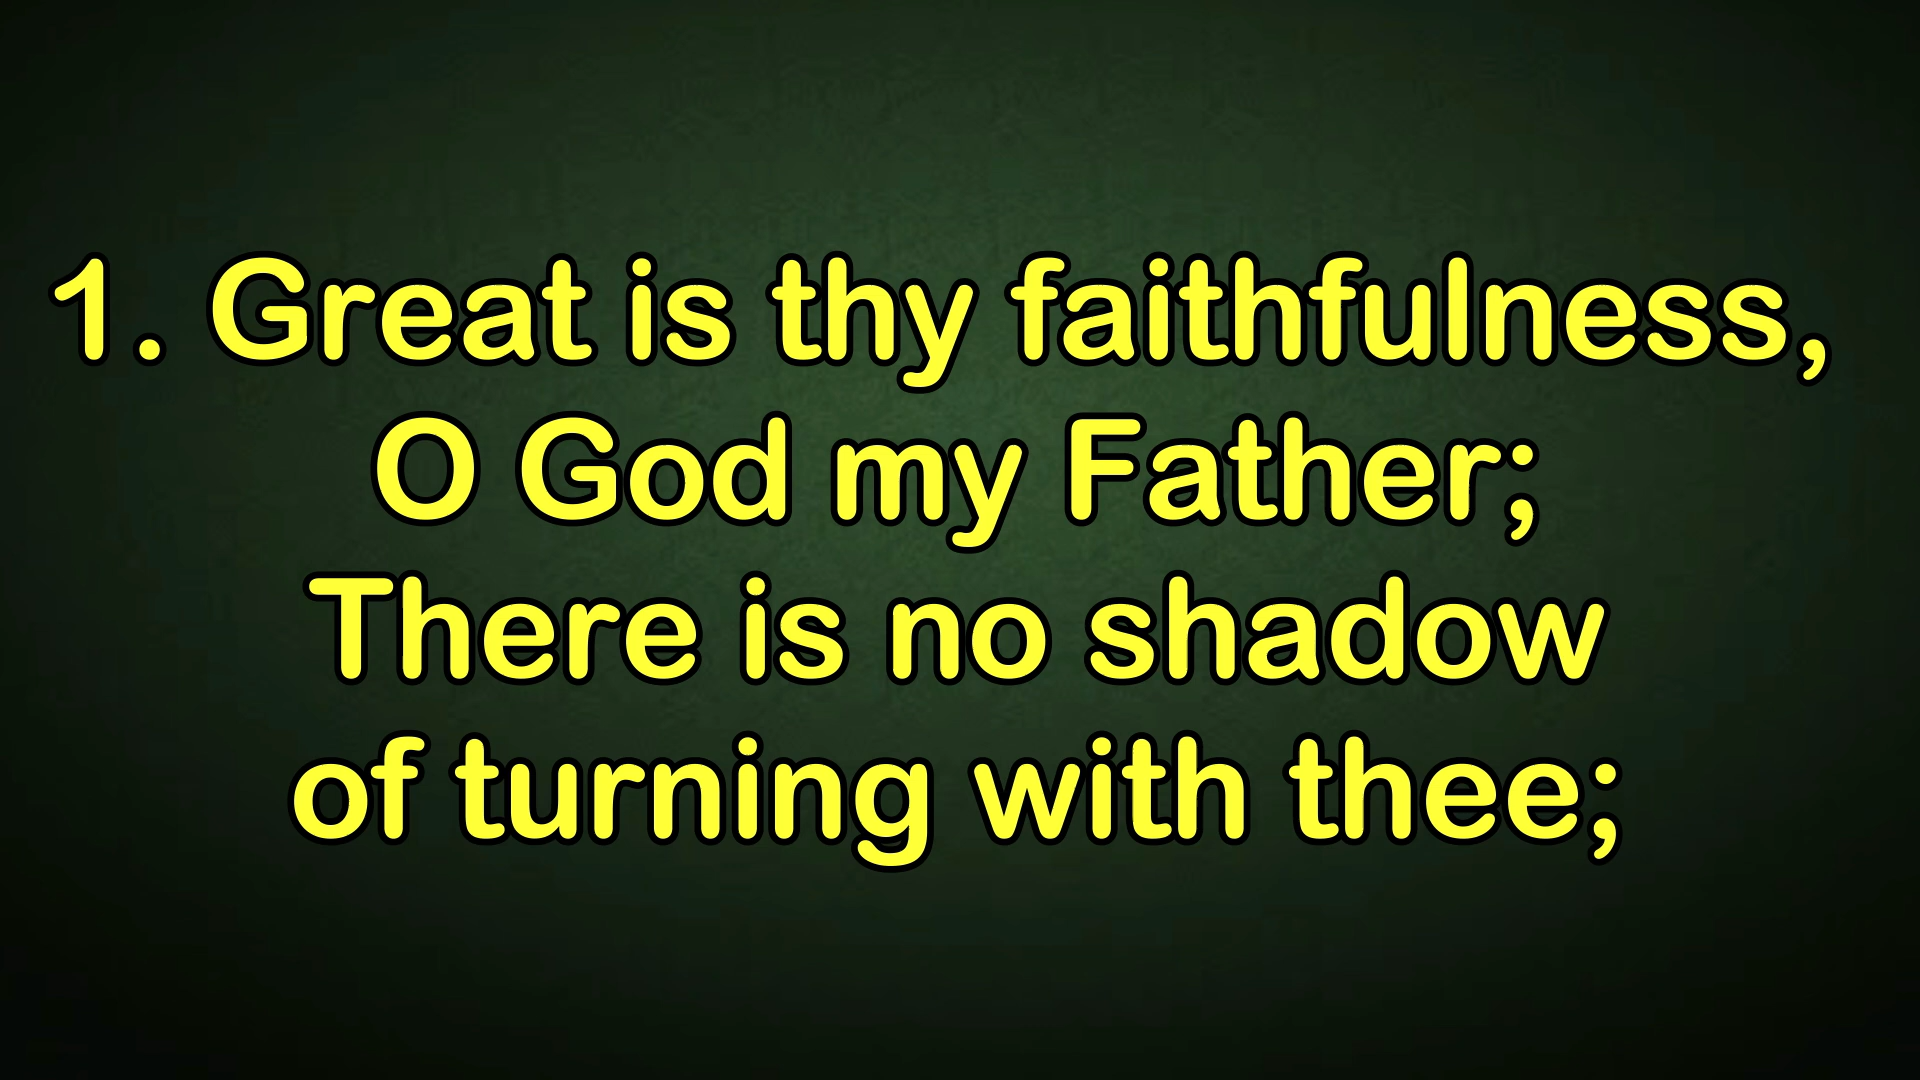 1. Great is thy faithfulness,
O God my Father;
There is no shadow
of turning with thee;